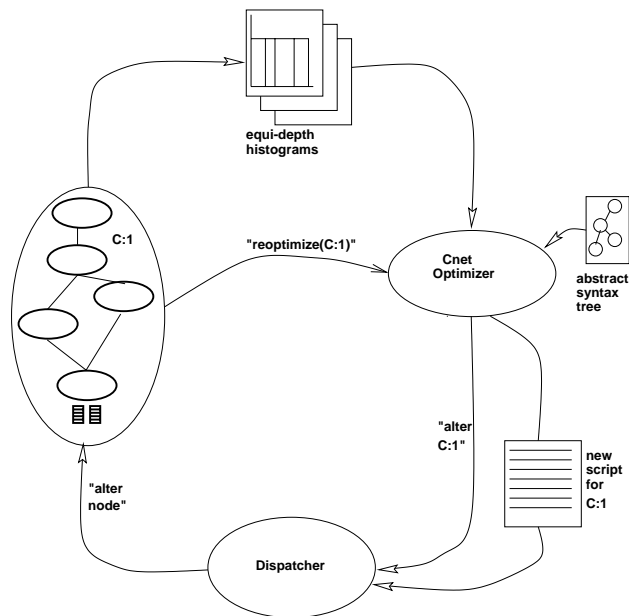 equi-depth
histograms
C:1
"reoptimize(C:1)"
Cnet
Optimizer
abstract
syntax
tree
"alter
C:1"
new
script
for
C:1
"alter
node"
Dispatcher